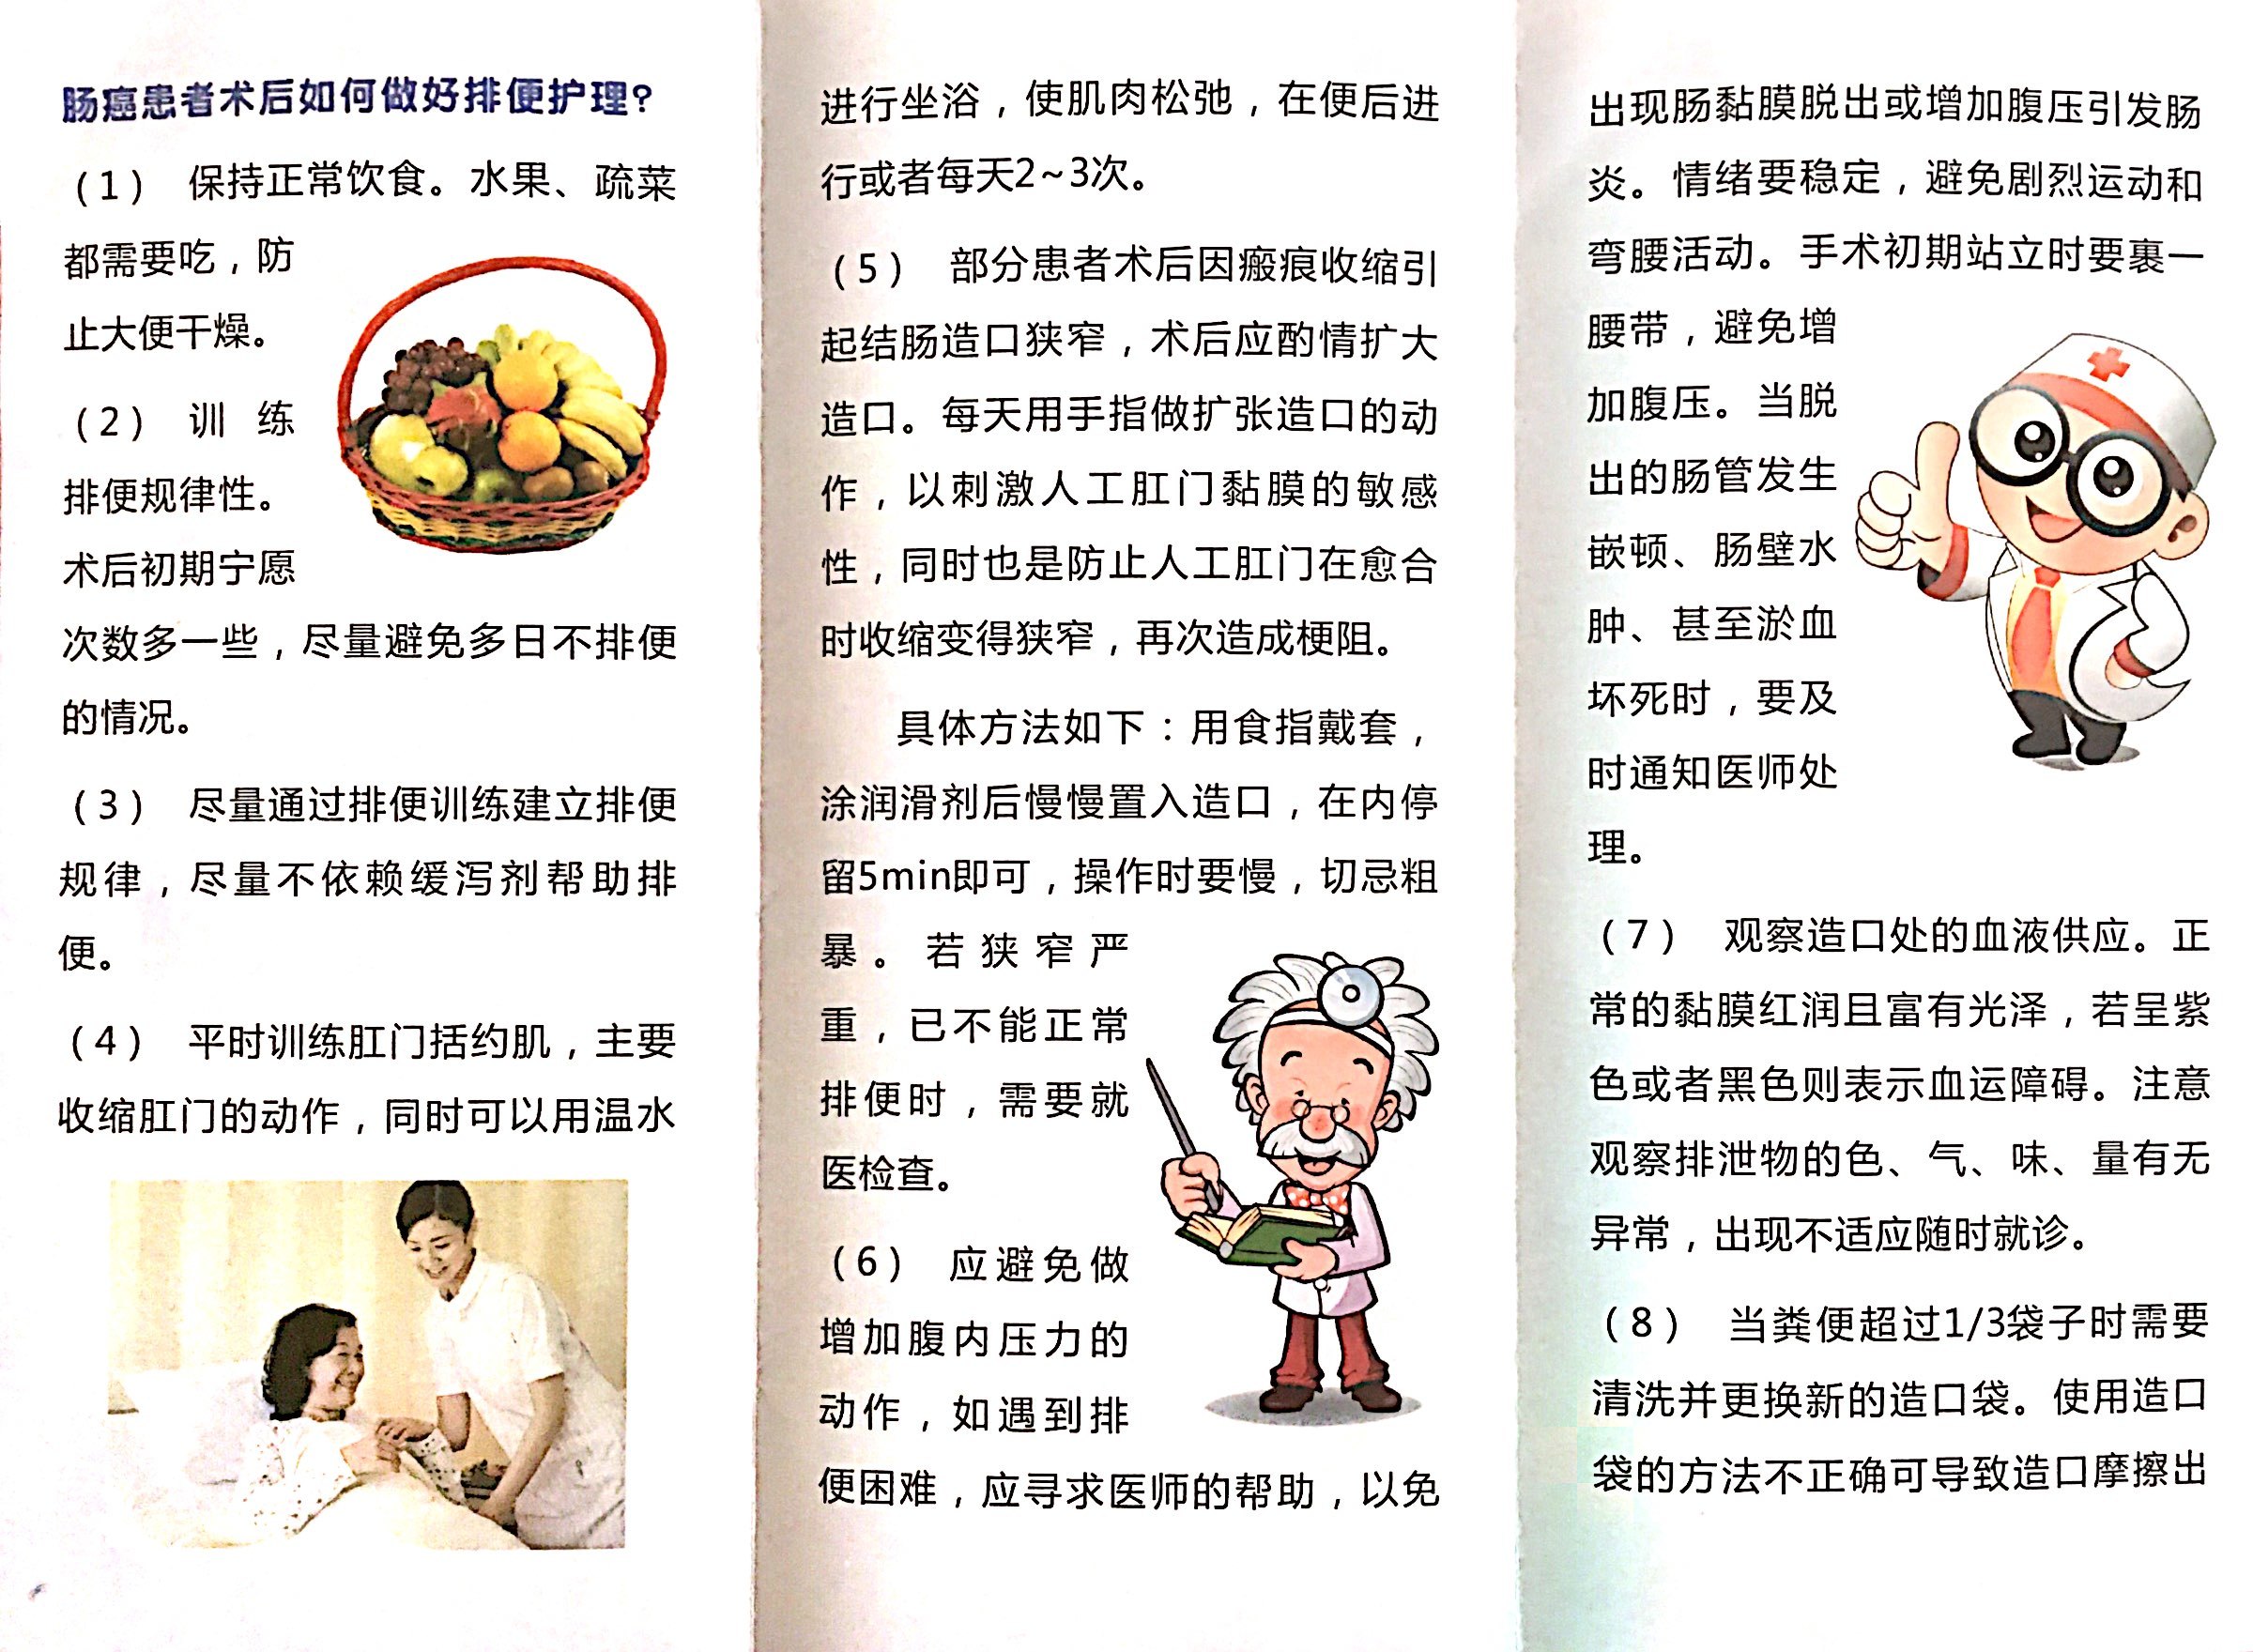 肠癌患者术后如何做好排便护理?
（1） 保持正常饮食。水果、疏菜
都需要吃，防
止大便干燥。
（2） 训练
排便规律性。
术后初期宁愿
次数多一些，尽量避免多日不排便
的情况。
（3） 尽量通过排便训练建立排便
规律，尽量不依赖缓泻剂帮助排
便。
（4） 平时训练肛门括约肌，主要
收缩肛门的动作，同时可以用温水
进行坐浴，使肌肉松弛，在便后进
行或者每天2~3次。
（5） 部分患者术后因瘢痕收缩引
起结肠造口狭窄，术后应酌情扩大
造口。每天用手指做扩张造口的动
作，以刺激人工肛门黏膜的敏感
性，同时也是防止人工肛门在愈合
时收缩变得狭窄，再次造成梗阻。
具体方法如下：用食指戴套，
涂润滑剂后慢慢置入造口，在内停
留5min即可，操作时要慢，切忌粗
暴。若狭窄严
重，已不能正常
排便时，需要就
医检查。
（6） 应避免做
增加腹内压力的
动作，如遇到排
便困难，应寻求医师的帮助，以免
出现肠黏膜脱出或增加腹压引发肠
炎。情绪要稳定，避免剧烈运动和
弯腰活动。手术初期站立时要裹一
腰带，避免增
加腹压。当脱
出的肠管发生
嵌顿、肠壁水
肿、甚至淤血
坏死时，要及
时通知医师处
理。
（7） 观察造口处的血液供应。正
常的黏膜红润且富有光泽，若呈紫
色或者黑色则表示血运障碍。注意
观察排泄物的色、气、味、量有无
异常，出现不适应随时就诊。
（8） 当粪便超过1/3袋子时需要
清洗并更换新的造口袋。使用造口
袋的方法不正确可导致造口摩擦出